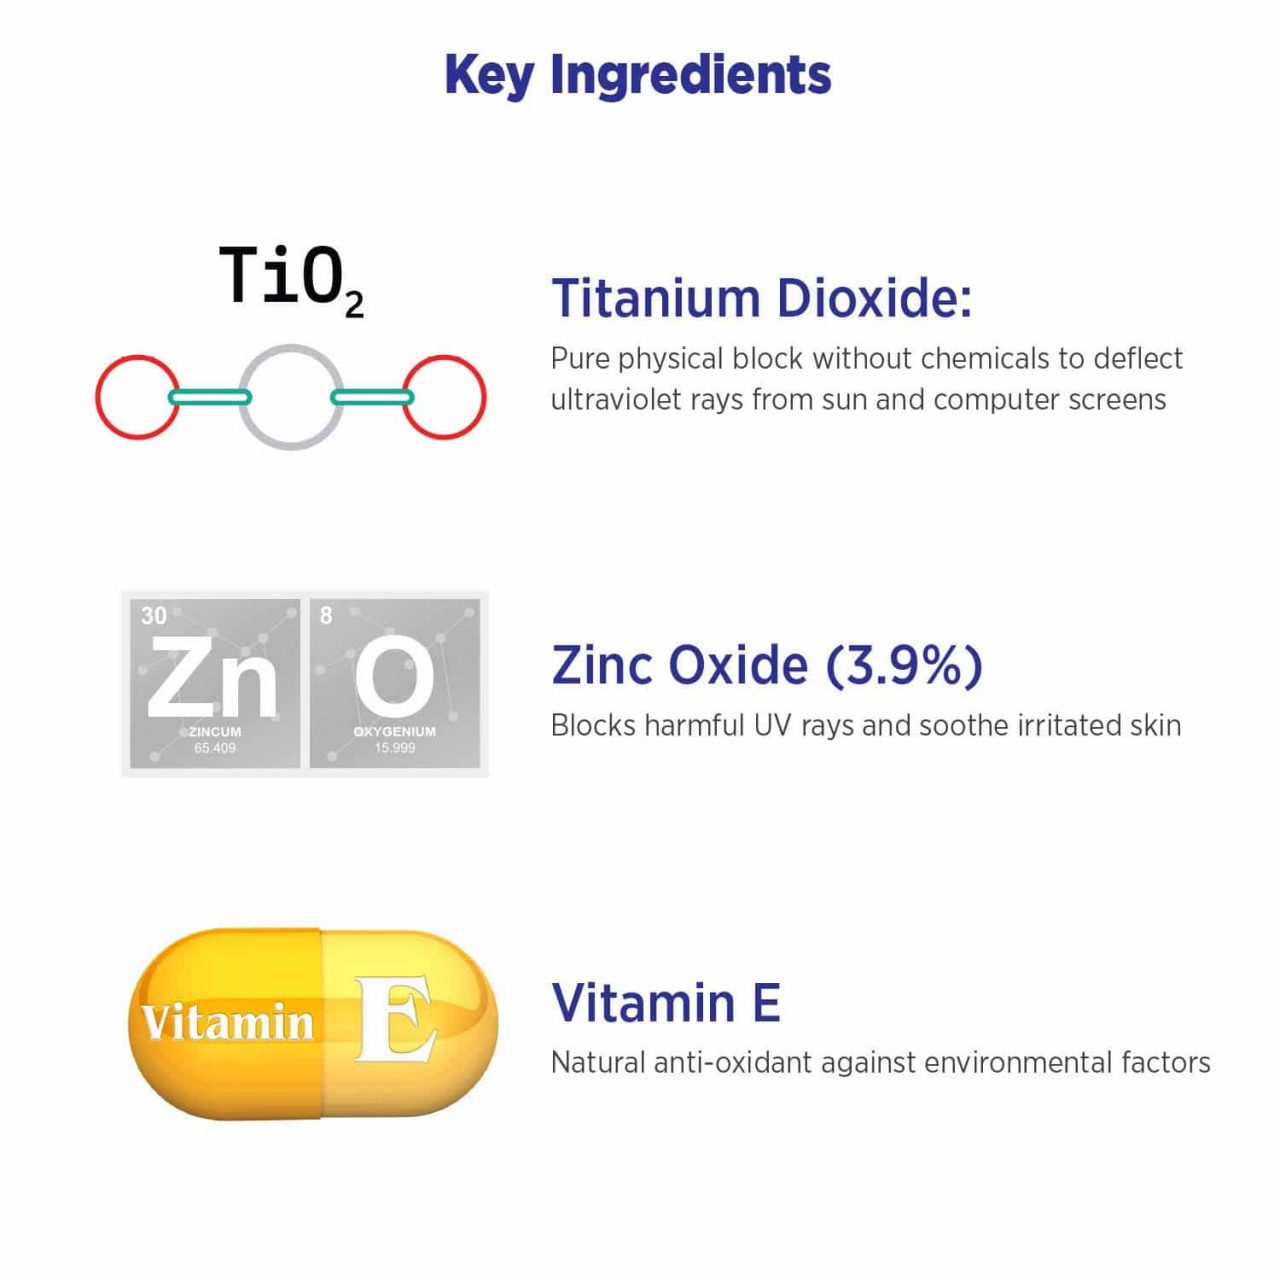 Key Ingredients
TiO₂
Titanium Dioxide:
Pure physical block without chemicals to deflect
ultraviolet rays from sun and computer screens
30
Zn
ZINCUM
65.409
8
O
OXYGENIUM
15.999
Zinc Oxide (3.9%)
Blocks harmful UV rays and soothe irritated skin
Vitamin E
Vitamin E
Natural anti-oxidant against environmental factors